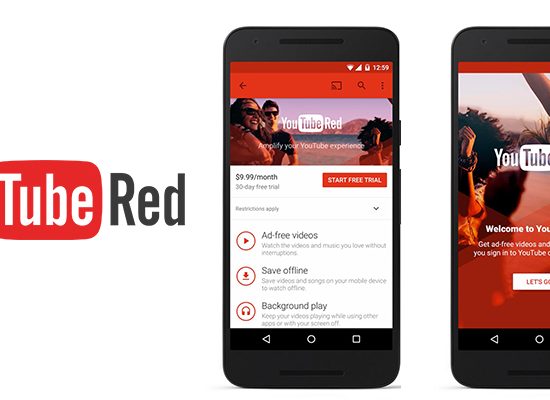 Tube Red
12:59
YouTube Red
Amplify your YouTube experience
$9.99/month
30-day free trial
START FREE TRIAL
Restrictions apply
Ad-free videos
Watch the videos and music you love without
interruptions.
Save offline
Save videos and songs on your mobile device
to watch offline.
Background play
Keep your videos playing while using other
apps or with your screen off.
YouTube
Welcome to You
Get ad-free videos and
you sign in to YouTube
LET'S GO